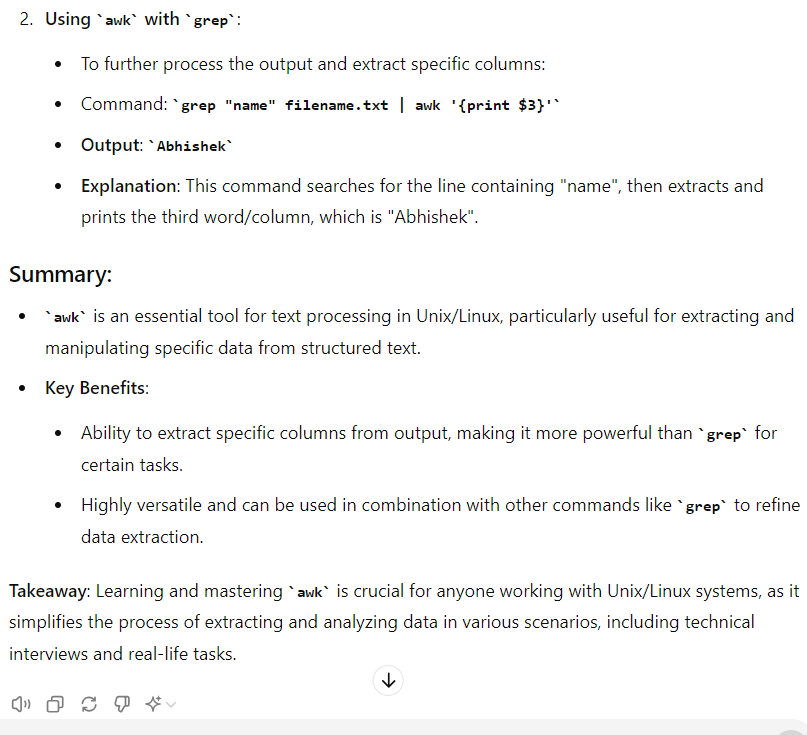 2. Using `awk` with `grep`:
• To further process the output and extract specific columns:
• Command: `grep "name" filename.txt | awk '{print $3}'`
• Output: `Abhishek`
• Explanation: This command searches for the line containing "name", then extracts and
prints the third word/column, which is "Abhishek".
Summary:
• `awk` is an essential tool for text processing in Unix/Linux, particularly useful for extracting and
manipulating specific data from structured text.
• Key Benefits:
• Ability to extract specific columns from output, making it more powerful than `grep` for
certain tasks.
• Highly versatile and can be used in combination with other commands like `grep` to refine
data extraction.
Takeaway: Learning and mastering `awk` is crucial for anyone working with Unix/Linux systems, as it
simplifies the process of extracting and analyzing data in various scenarios, including technical
interviews and real-life tasks.